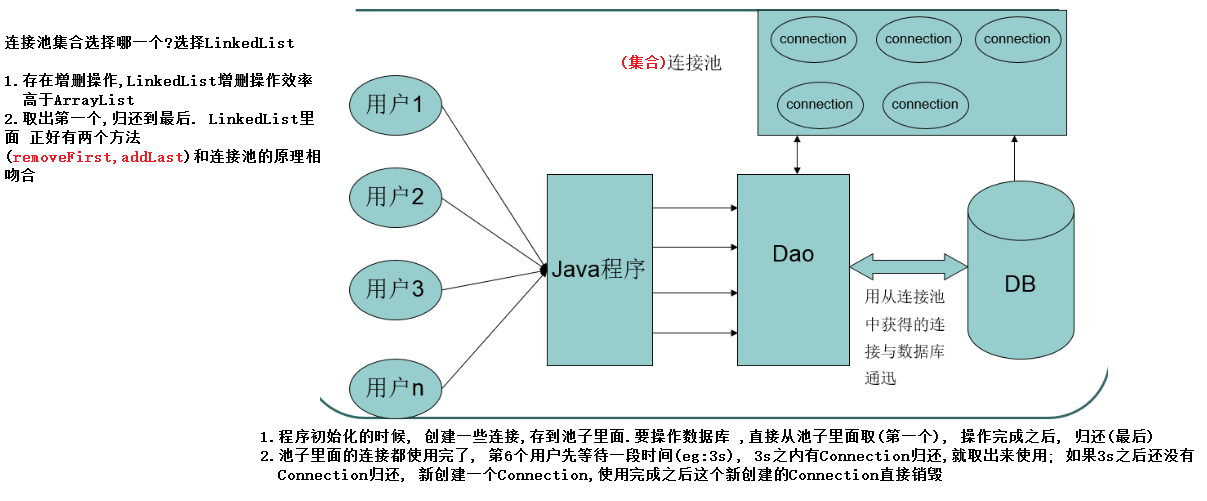 连接池集合选择哪一个?选择LinkedList
1.存在增删操作,LinkedList增删操作效率
高于ArrayList
2.取出第一个,归还到最后. LinkedList里
面 正好有两个方法
(removeFirst,addLast)和连接池的原理相
吻合
(集合)连接池
connection
connection
connection
connection
connection
用户1
用户2
用户3
用户n
Java程序
Dao
DB
用从连接池
中获得的连
接与数据库
通迅
1.程序初始化的时候, 创建一些连接,存到池子里面.要操作数据库 ,直接从池子里面取(第一个), 操作完成之后, 归还(最后)
2.池子里面的连接都使用完了, 第6个用户先等待一段时间(eg:3s), 3s之内有Connection归还,就取出来使用; 如果3s之后还没有
Connection归还, 新创建一个Connection,使用完成之后这个新创建的Connection直接销毁